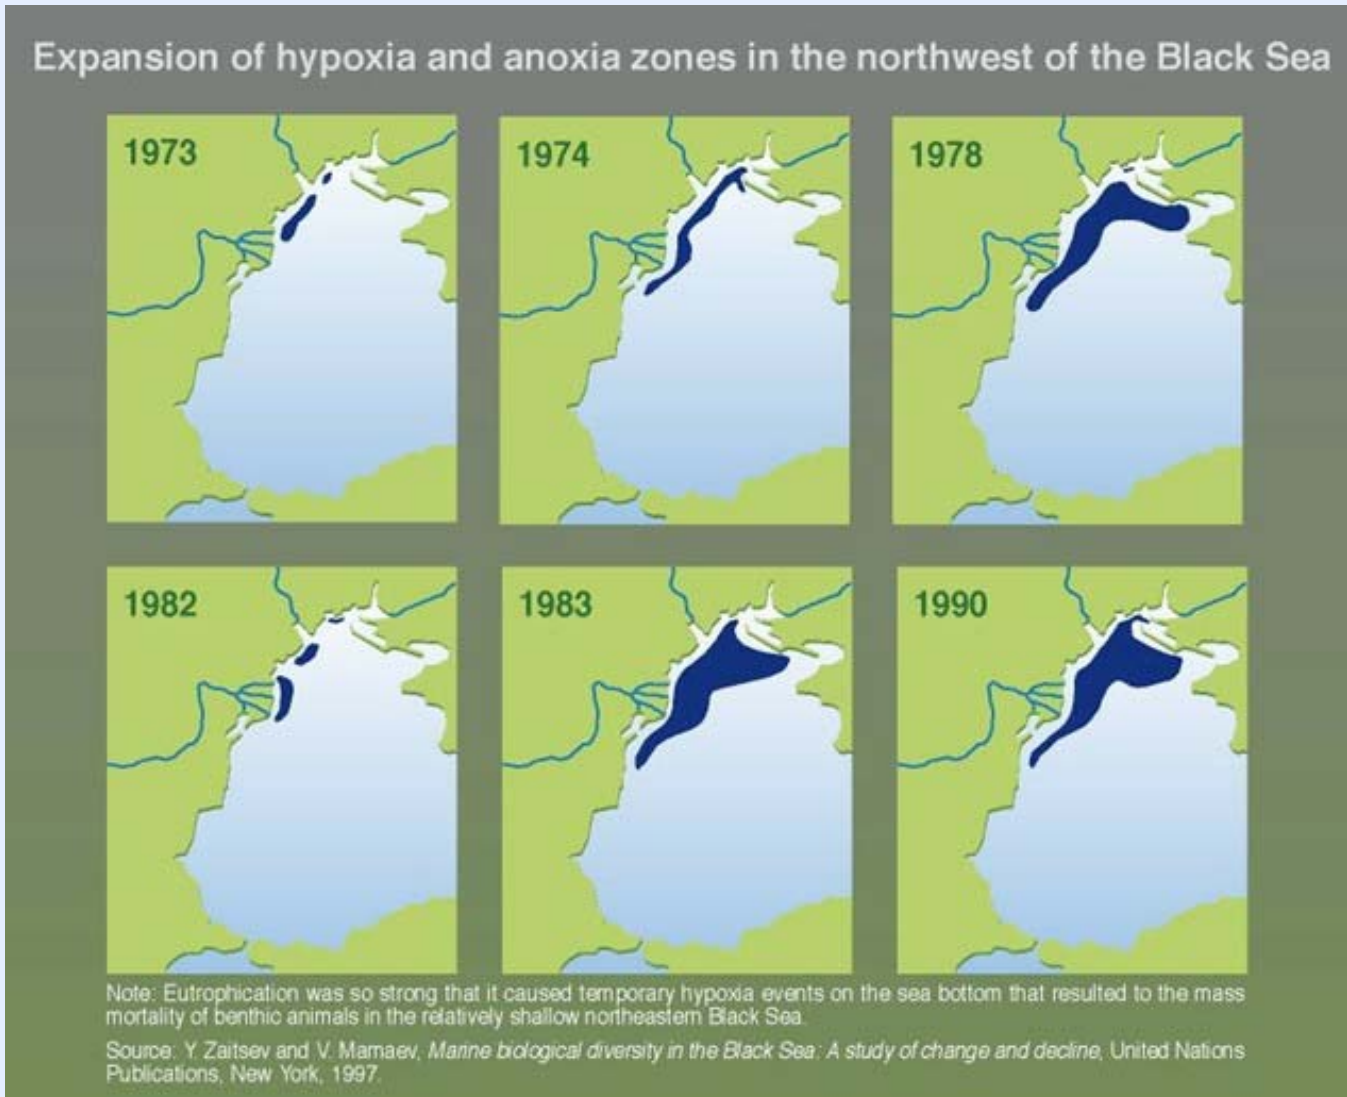 Expansion of hypoxia and anoxia zones in the northwest of the Black Sea
1973
1974
1978
1982
1983
1990
Note: Eutrophication was so strong that it caused temporary hypoxia events on the sea bottom that resulted to the mass
mortality of benthic animals in the relatively shallow northeastern Black Sea.
Source: Y. Zaitsev and V. Mamaev, Marine biological diversity in the Black Sea: A study of change and decline, United Nations
Publications, New York, 1997.